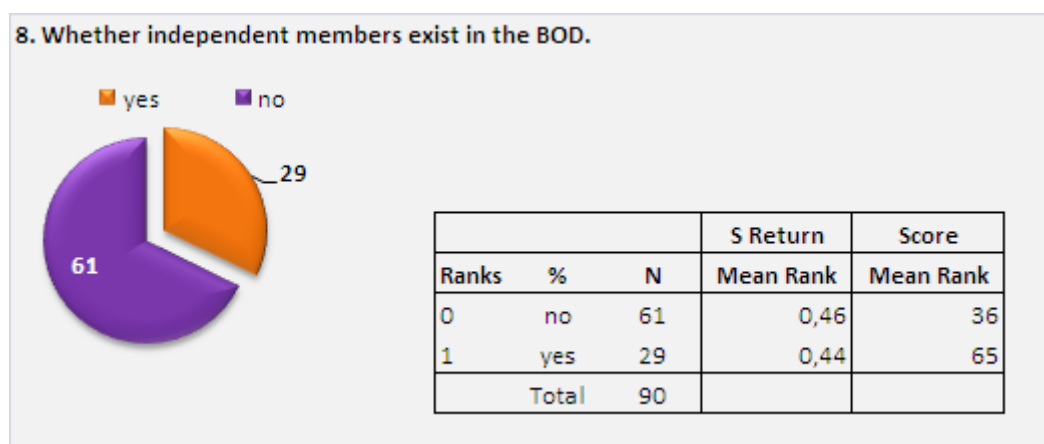 8. Whether independent members exist in the BOD.
yes no
29
61
S Return Score
Ranks % N Mean Rank Mean Rank
0 no 61 0,46 36
1 yes 29 0,44 65
Total 90